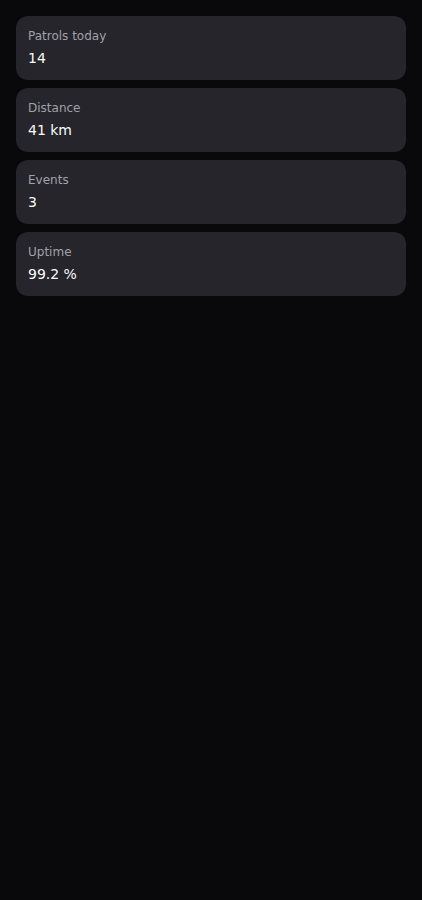 Patrols today
14
Distance
41 km
Events
3
Uptime
99.2 %